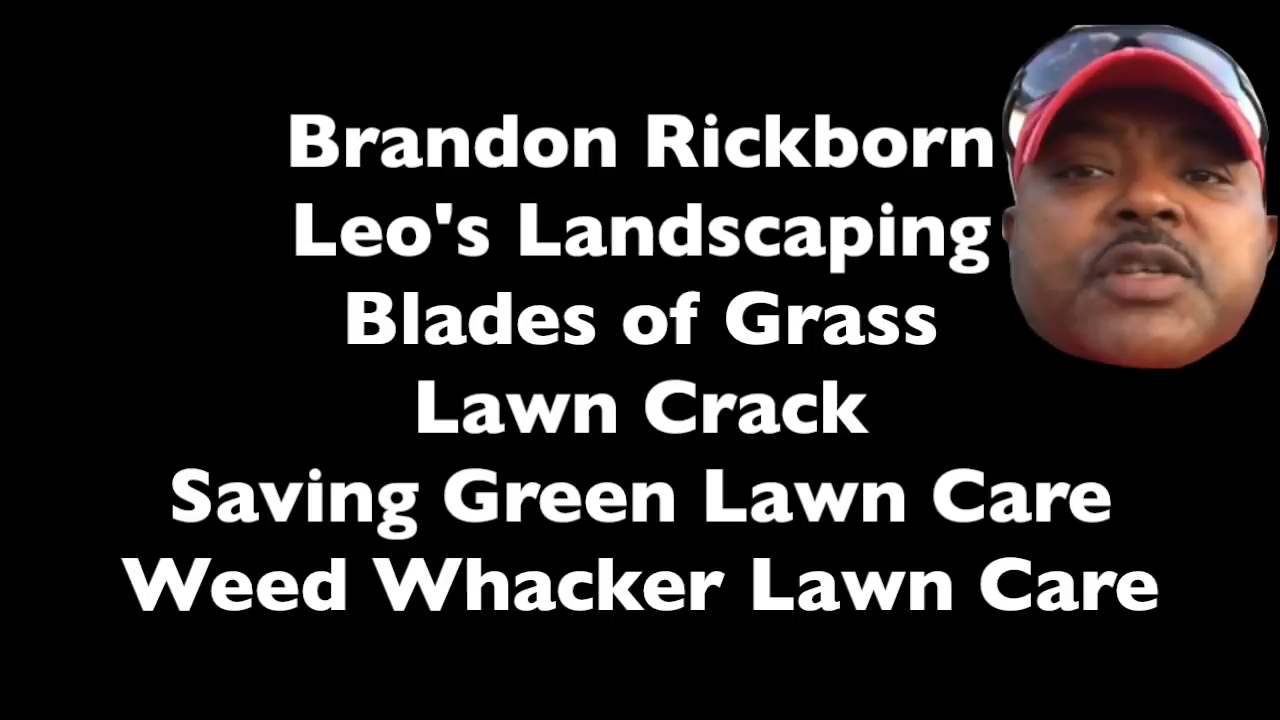 Brandon Rickborn
Leo's Landscaping
Blades of Grass
Lawn Crack
Saving Green Lawn Care
Weed Whacker Lawn Care